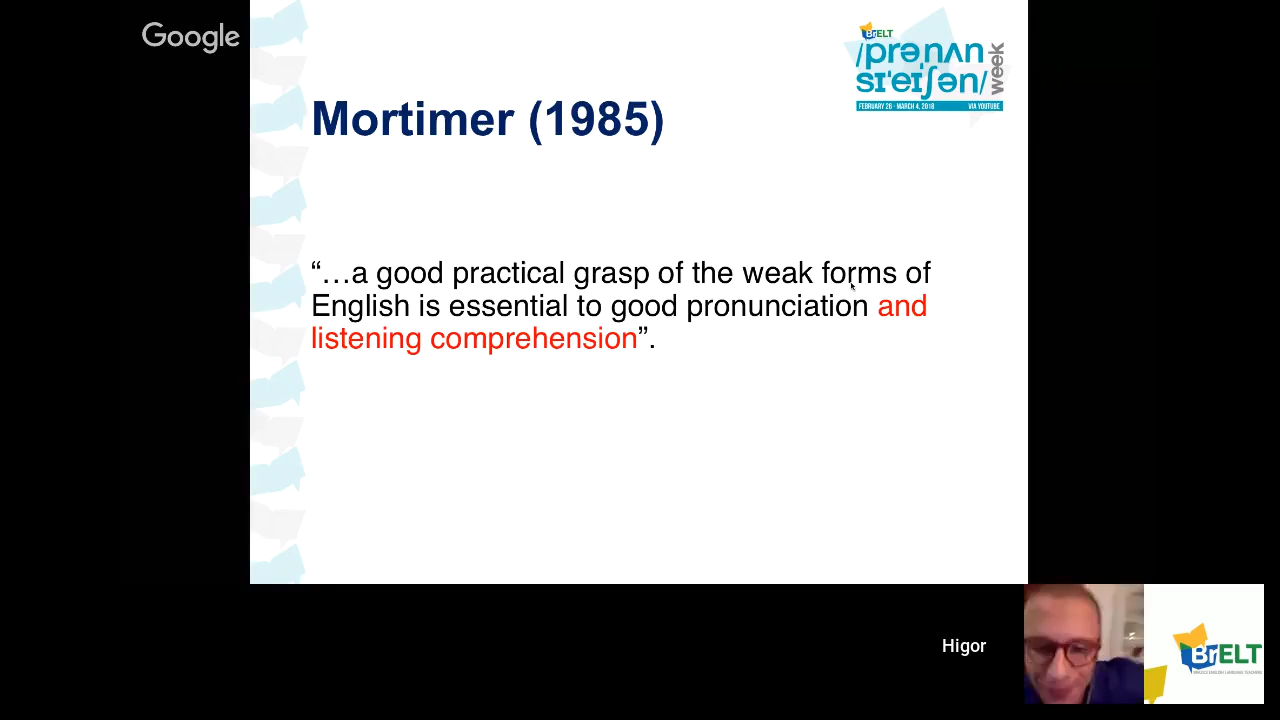 Google
BrELT
/prənʌn
sɪˈeɪʃən/
week
FEBRUARY 26 - MARCH 4, 2018 VIA YOUTUBE
Mortimer (1985)
“…a good practical grasp of the weak forms of
English is essential to good pronunciation and
listening comprehension”.
Higor
BrELT